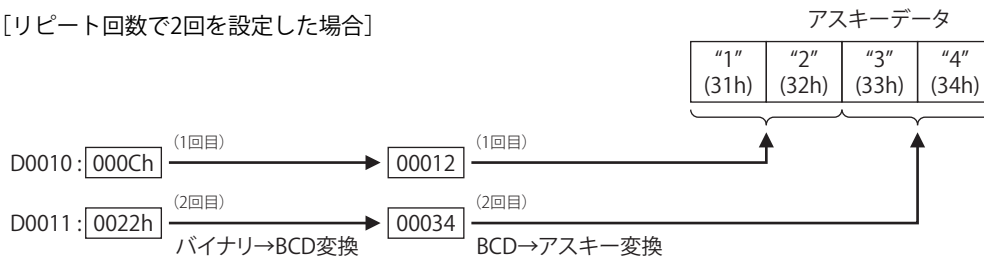 [リピート回数で2回を設定した場合]
アスキーデータ
“1” “2” “3” “4”
(31h) (32h) (33h) (34h)
(1回目) (1回目)
D0010 : 000Ch 00012
(2回目) (2回目)
D0011 : 0022h 00034
バイナリ→BCD変換 BCD→アスキー変換